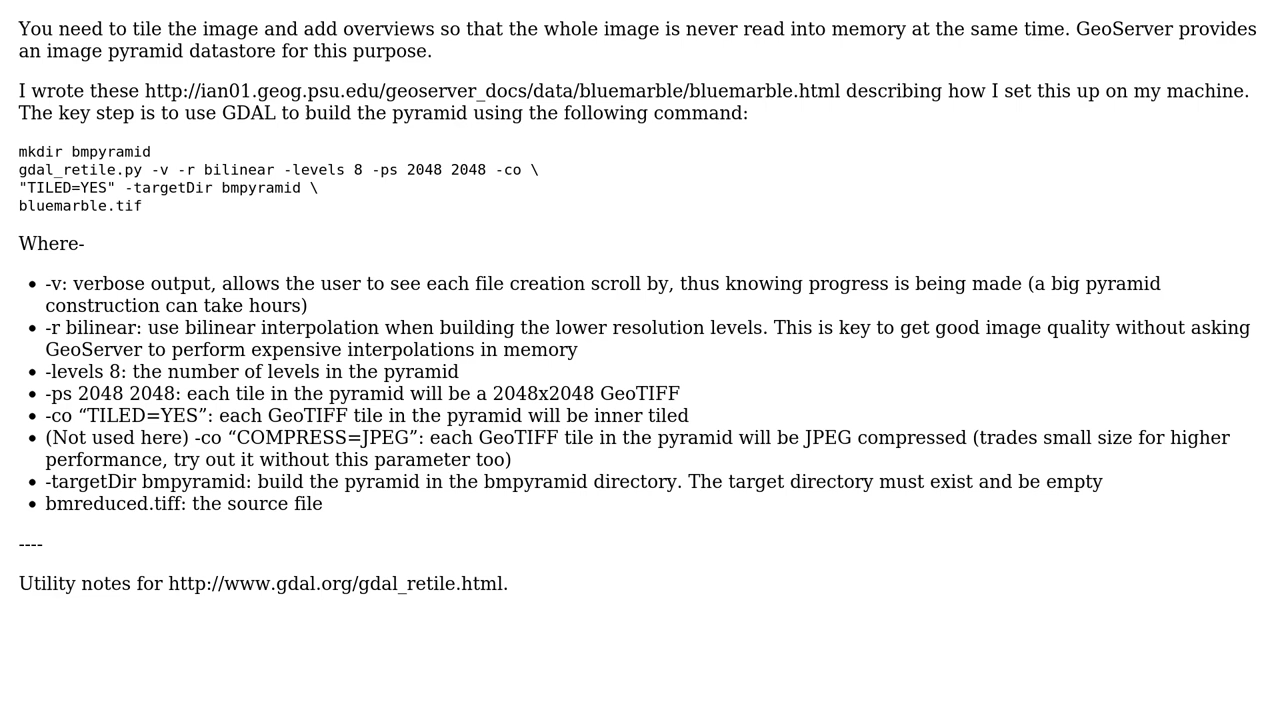 You need to tile the image and add overviews so that the whole image is never read into memory at the same time. GeoServer provides
an image pyramid datastore for this purpose.
I wrote these http://ian01.geog.psu.edu/geoserver_docs/data/bluemarble/bluemarble.html describing how I set this up on my machine.
The key step is to use GDAL to build the pyramid using the following command:
mkdir bmpyramid
gdal_retile.py -v -r bilinear -levels 8 -ps 2048 2048 -co \
"TILED=YES" -targetDir bmpyramid \
bluemarble.tif
Where-
• -v: verbose output, allows the user to see each file creation scroll by, thus knowing progress is being made (a big pyramid
construction can take hours)
• -r bilinear: use bilinear interpolation when building the lower resolution levels. This is key to get good image quality without asking
GeoServer to perform expensive interpolations in memory
• -levels 8: the number of levels in the pyramid
• -ps 2048 2048: each tile in the pyramid will be a 2048x2048 GeoTIFF
• -co “TILED=YES”: each GeoTIFF tile in the pyramid will be inner tiled
• (Not used here) -co “COMPRESS=JPEG”: each GeoTIFF tile in the pyramid will be JPEG compressed (trades small size for higher
performance, try out it without this parameter too)
• -targetDir bmpyramid: build the pyramid in the bmpyramid directory. The target directory must exist and be empty
• bmreduced.tiff: the source file
----
Utility notes for http://www.gdal.org/gdal_retile.html.